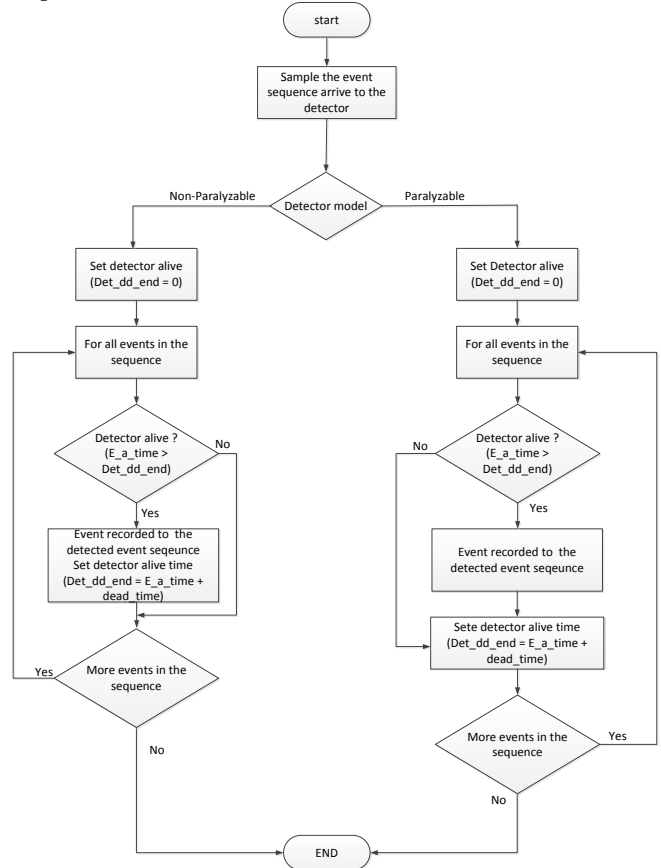 start
Sample the event
sequence arrive to the
detector
Detector model
Non-Paralyzable
Paralyzable
Set detector alive
(Det_dd_end = 0)
For all events in the
sequence
Detector alive ?
(E_a_time >
Det_dd_end)
No
Yes
Event recorded to  the
detected event seqeunce
Set detector alive time
(Det_dd_end = E_a_time +
dead_time)
More events in the
sequence
Yes
No
Set Detector alive
(Det_dd_end = 0)
For all events in the
sequence
Detector alive ?
(E_a_time >
Det_dd_end)
No
Yes
Event recorded to  the
detected event seqeunce
Sete detector alive time
(Det_dd_end = E_a_time +
dead_time)
More events in the
sequence
Yes
No
END